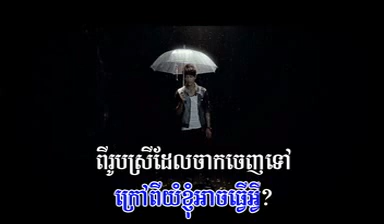 ពីរូបស្រីដែលចាកចេញទៅ
ក្រៅពីយំខ្ញុំអាចធ្វើអ្វី?